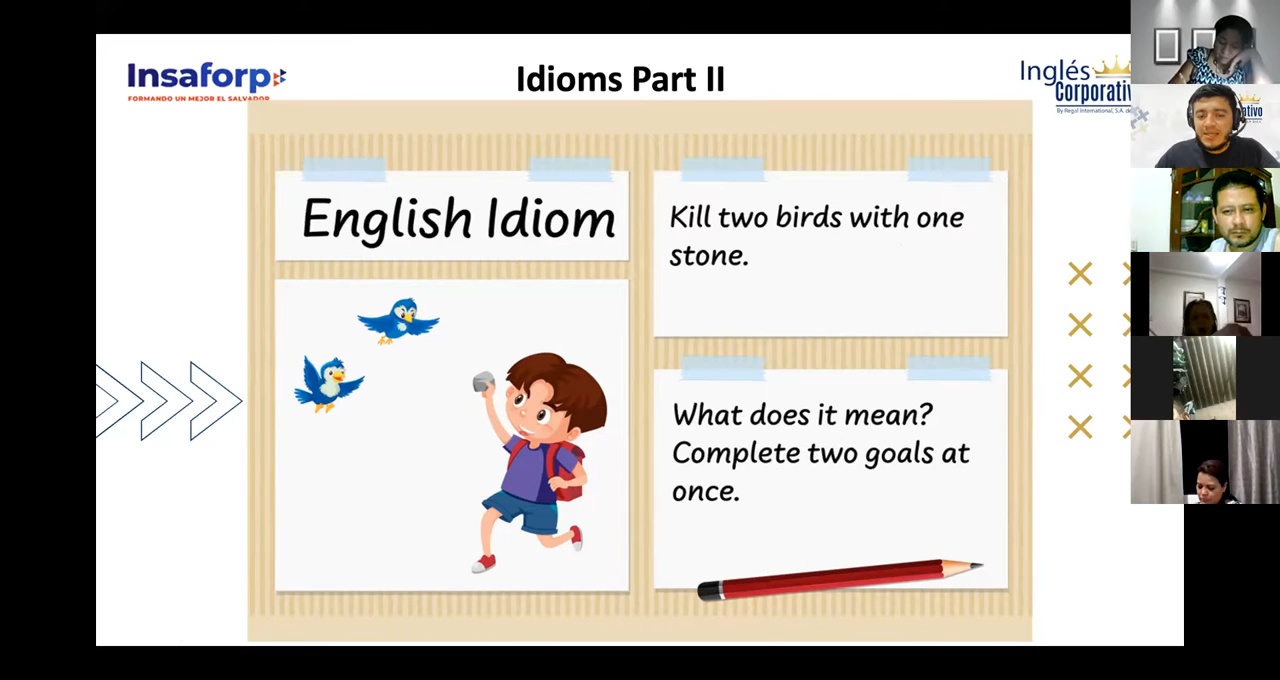 Insaforp
FORMANDO UN MEJOR EL SALVADOR
Idioms Part II
Inglés
Corporativo
By Regal International, S.A. de
English Idiom
Kill two birds with one
stone.
What does it mean?
Complete two goals at
once.